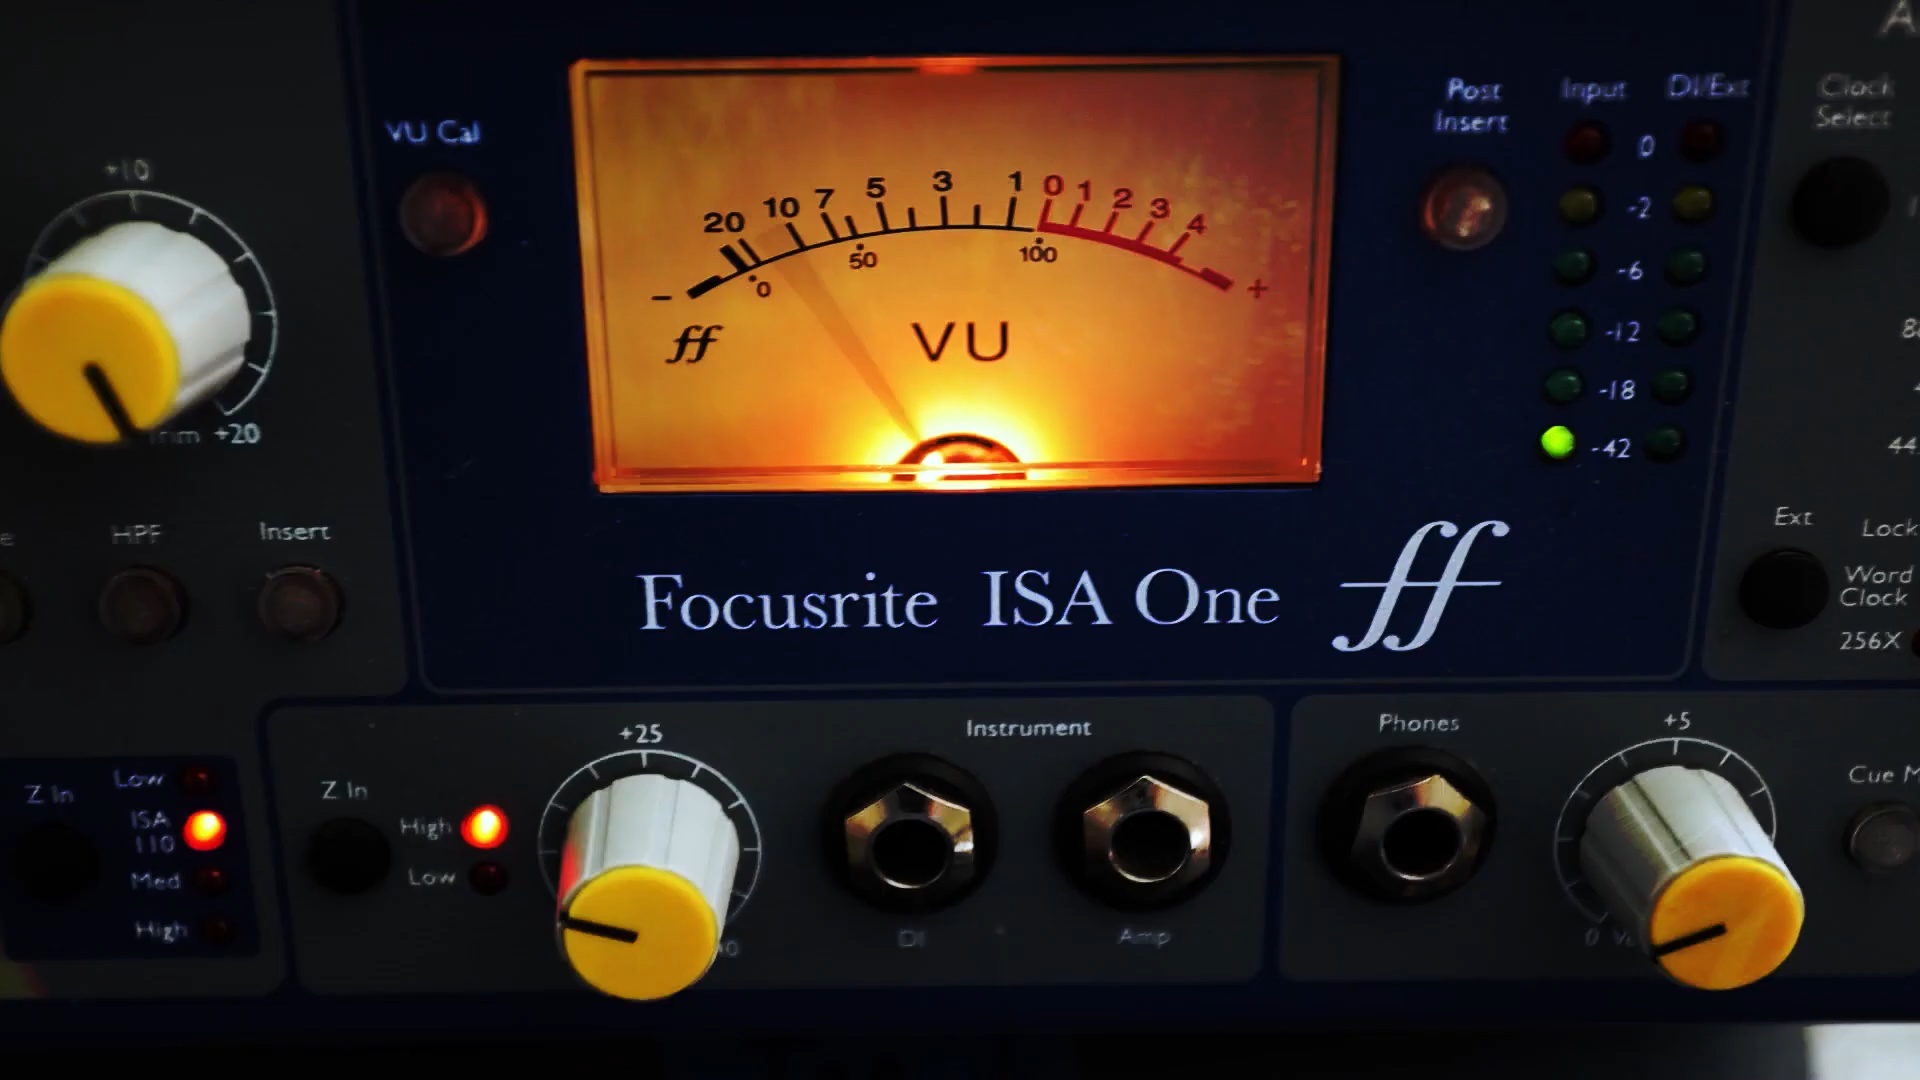 +10
Trim +20
HPF
Insert
VU Cal
20 10 7 5 3 1 0 1 2 3 4
- 0 50 100 +
ff
VU
Focusrite ISA One ff
Post
Insert
Input DI/Ext
0
-2
-6
-12
-18
-42
Clock
Select
Ext
Lock
Word
Clock
256X
Z In
Low
ISA
110
Med
High
Z In
High
Low
+25
Instrument
DI
Amp
Phones
+5
0
Cue